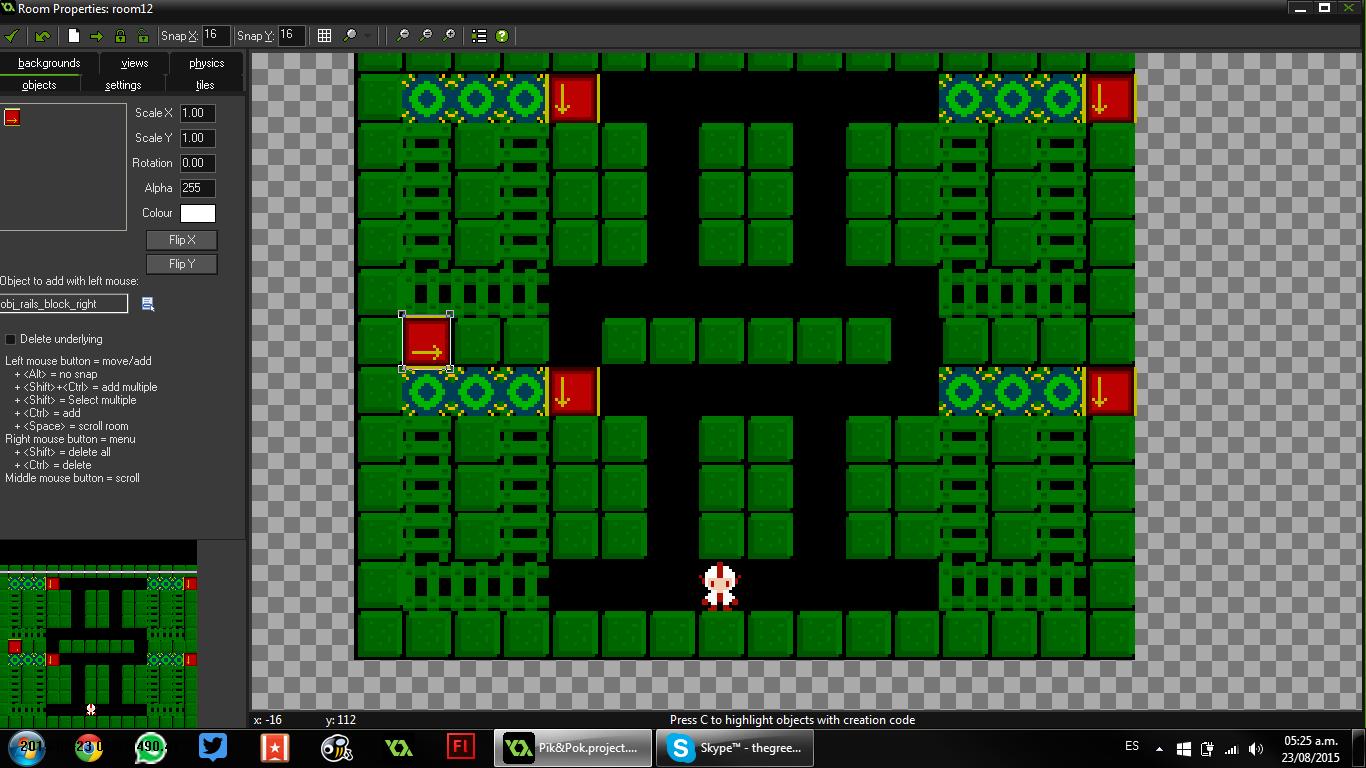 Room Properties: room12
Snap X: 16 Snap Y: 16
backgrounds views physics
objects settings tiles
Scale X 1.00
Scale Y 1.00
Rotation 0.00
Alpha 255
Colour
Flip X
Flip Y
Object to add with left mouse:
obj_rails_block_right
Delete underlying
Left mouse button = move/add
+ <Alt> = no snap
+ <Shift>+<Ctrl> = add multiple
+ <Shift> = Select multiple
+ <Ctrl> = add
+ <Space> = scroll room
Right mouse button = menu
+ <Shift> = delete all
+ <Ctrl> = delete
Middle mouse button = scroll
x: -16 y: 112 Press C to highlight objects with creation code
Pik&Pok.project.... Skype™ - thegree... ES 05:25 a.m.
23/08/2015